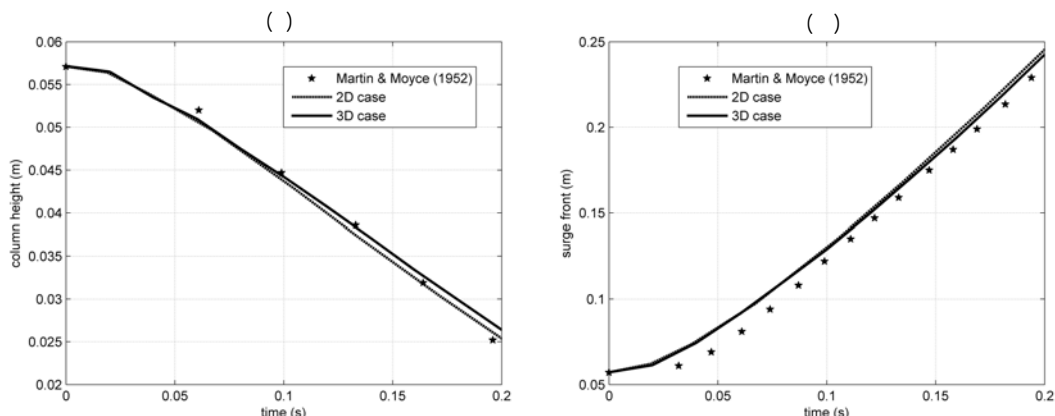 ( )
0.06
0.055
0.05
0.045
0.04
0.035
0.03
0.025
0.02
column height (m)
Martin & Moyce (1952)
2D case
3D case
0
0.05
0.1
0.15
0.2
time (s)
( )
0.25
0.2
0.15
0.1
0.05
surge front (m)
Martin & Moyce (1952)
2D case
3D case
0
0.05
0.1
0.15
0.2
time (s)